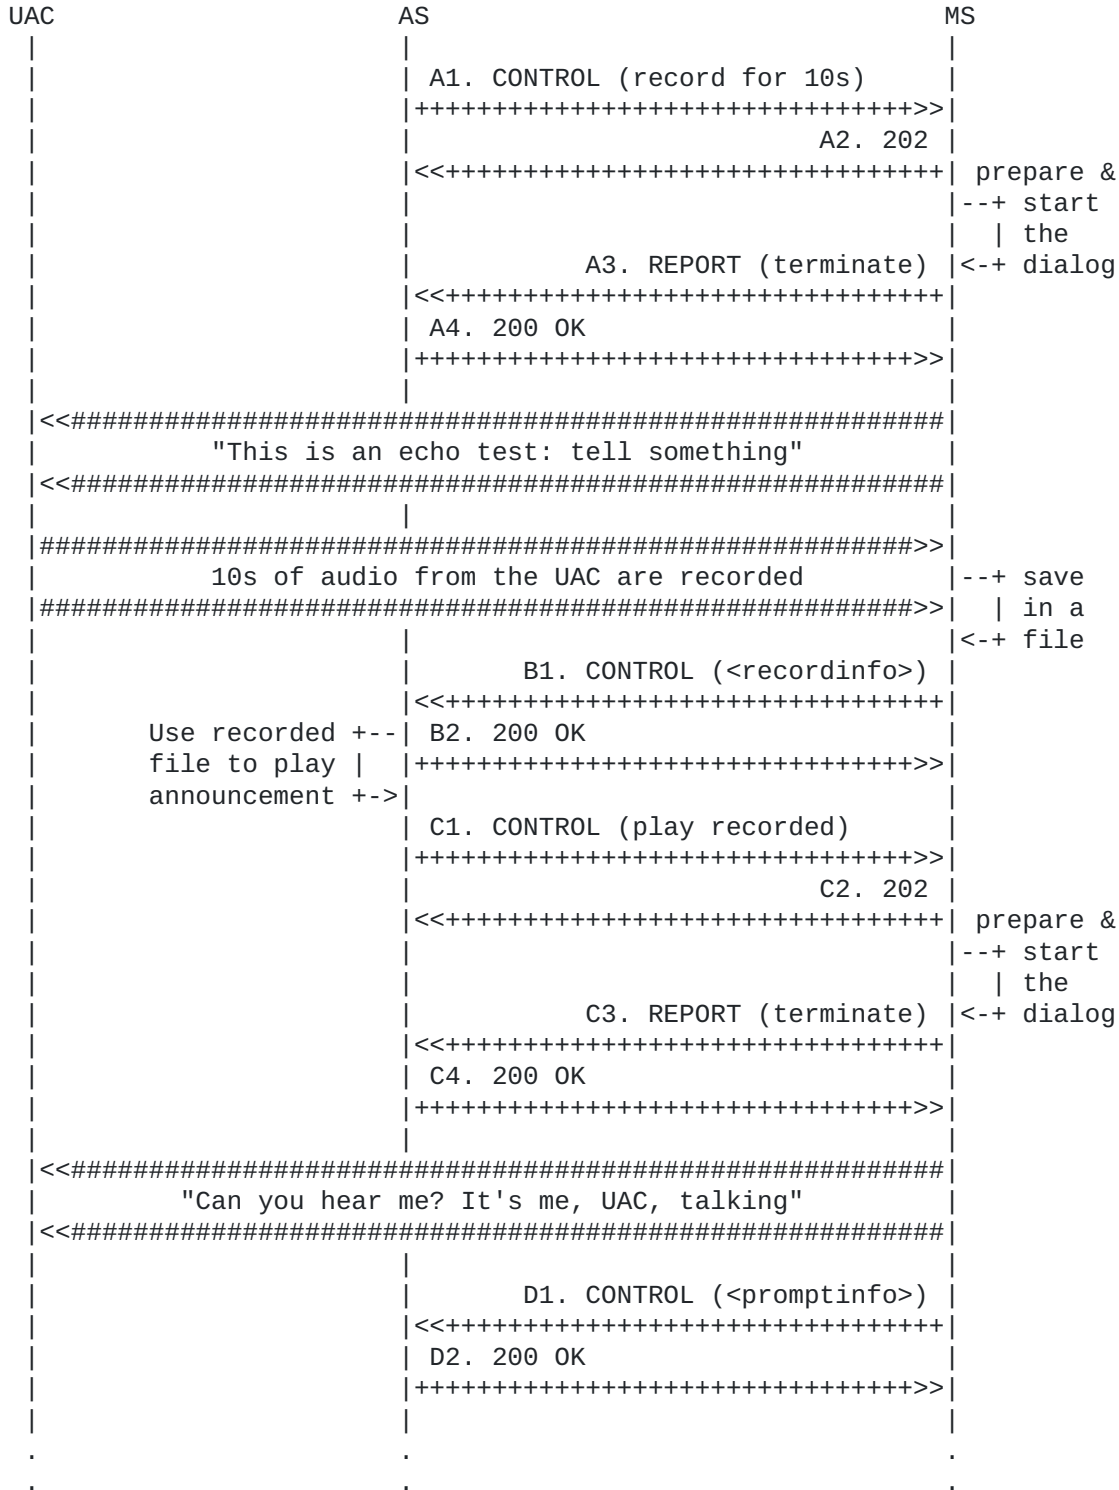 UAC AS MS
A1. CONTROL (record for 10s)
A2. 202
prepare &
start
the
A3. REPORT (terminate) dialog
A4. 200 OK
"This is an echo test: tell something"
10s of audio from the UAC are recorded save
in a
file
B1. CONTROL (<recordinfo>)
Use recorded B2. 200 OK
file to play
announcement
C1. CONTROL (play recorded)
C2. 202
prepare &
start
the
C3. REPORT (terminate) dialog
C4. 200 OK
"Can you hear me? It's me, UAC, talking"
D1. CONTROL (<promptinfo>)
D2. 200 OK